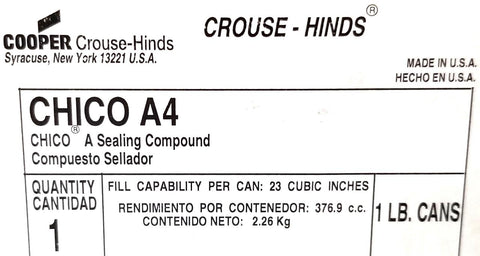 CROUSE - HINDS®
COOPER Crouse-Hinds
Syracuse, New York 13221 U.S.A.
MADE IN U.S.A.
HECHO EN U.S.A.
CHICO A4
CHICO® A Sealing Compound
Compuesto Sellador
QUANTITY
CANTIDAD
1
FILL CAPABILITY PER CAN: 23 CUBIC INCHES
RENDIMIENTO POR CONTENEDOR: 376.9 c.c.
CONTENIDO NETO: 2.26 Kg
1 LB. CANS